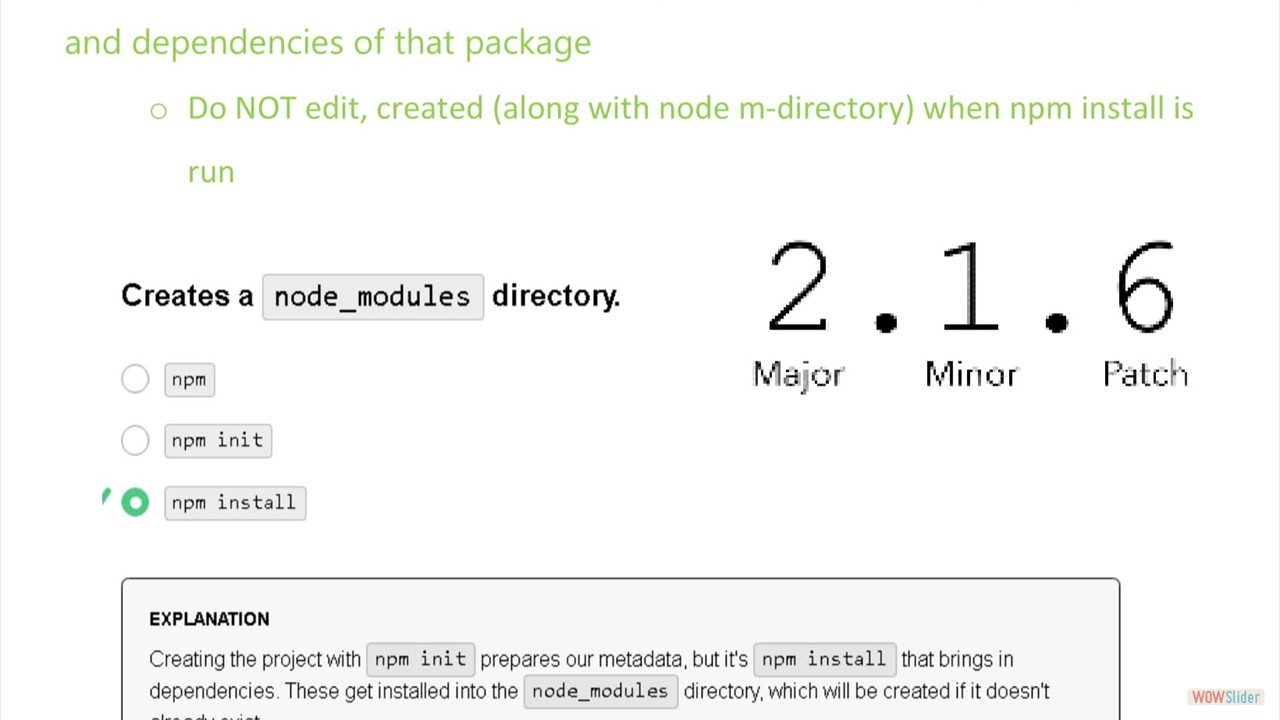 and dependencies of that package
o Do NOT edit, created (along with node m-directory) when npm install is
run
2.1.6
Major Minor Patch
Creates a node_modules directory.
npm
npm init
npm install
EXPLANATION
Creating the project with npm init prepares our metadata, but it's npm install that brings in
dependencies. These get installed into the node_modules directory, which will be created if it doesn't
already exist.
WOWSlider